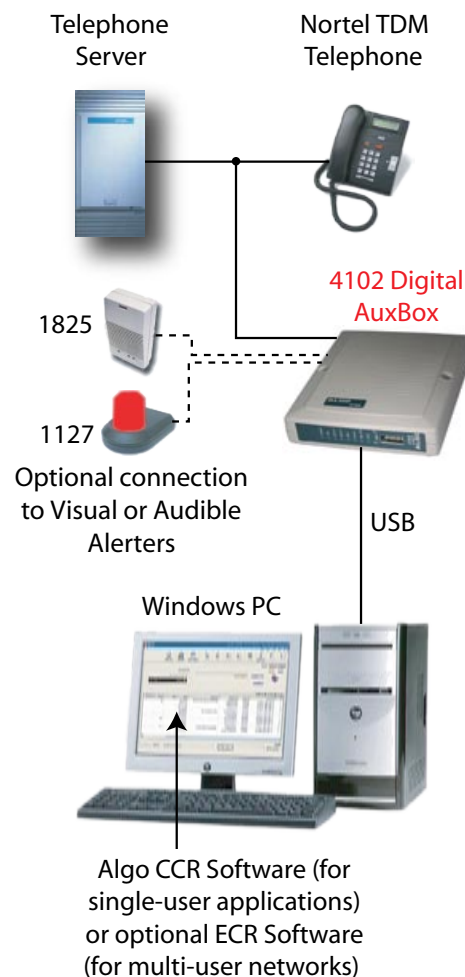 Telephone
Server
Nortel TDM
Telephone
4102 Digital
AuxBox
1825
1127
Optional connection
to Visual or Audible
Alerters
USB
Windows PC
Algo CCR Software (for
single-user applications)
or optional ECR Software
(for multi-user networks)